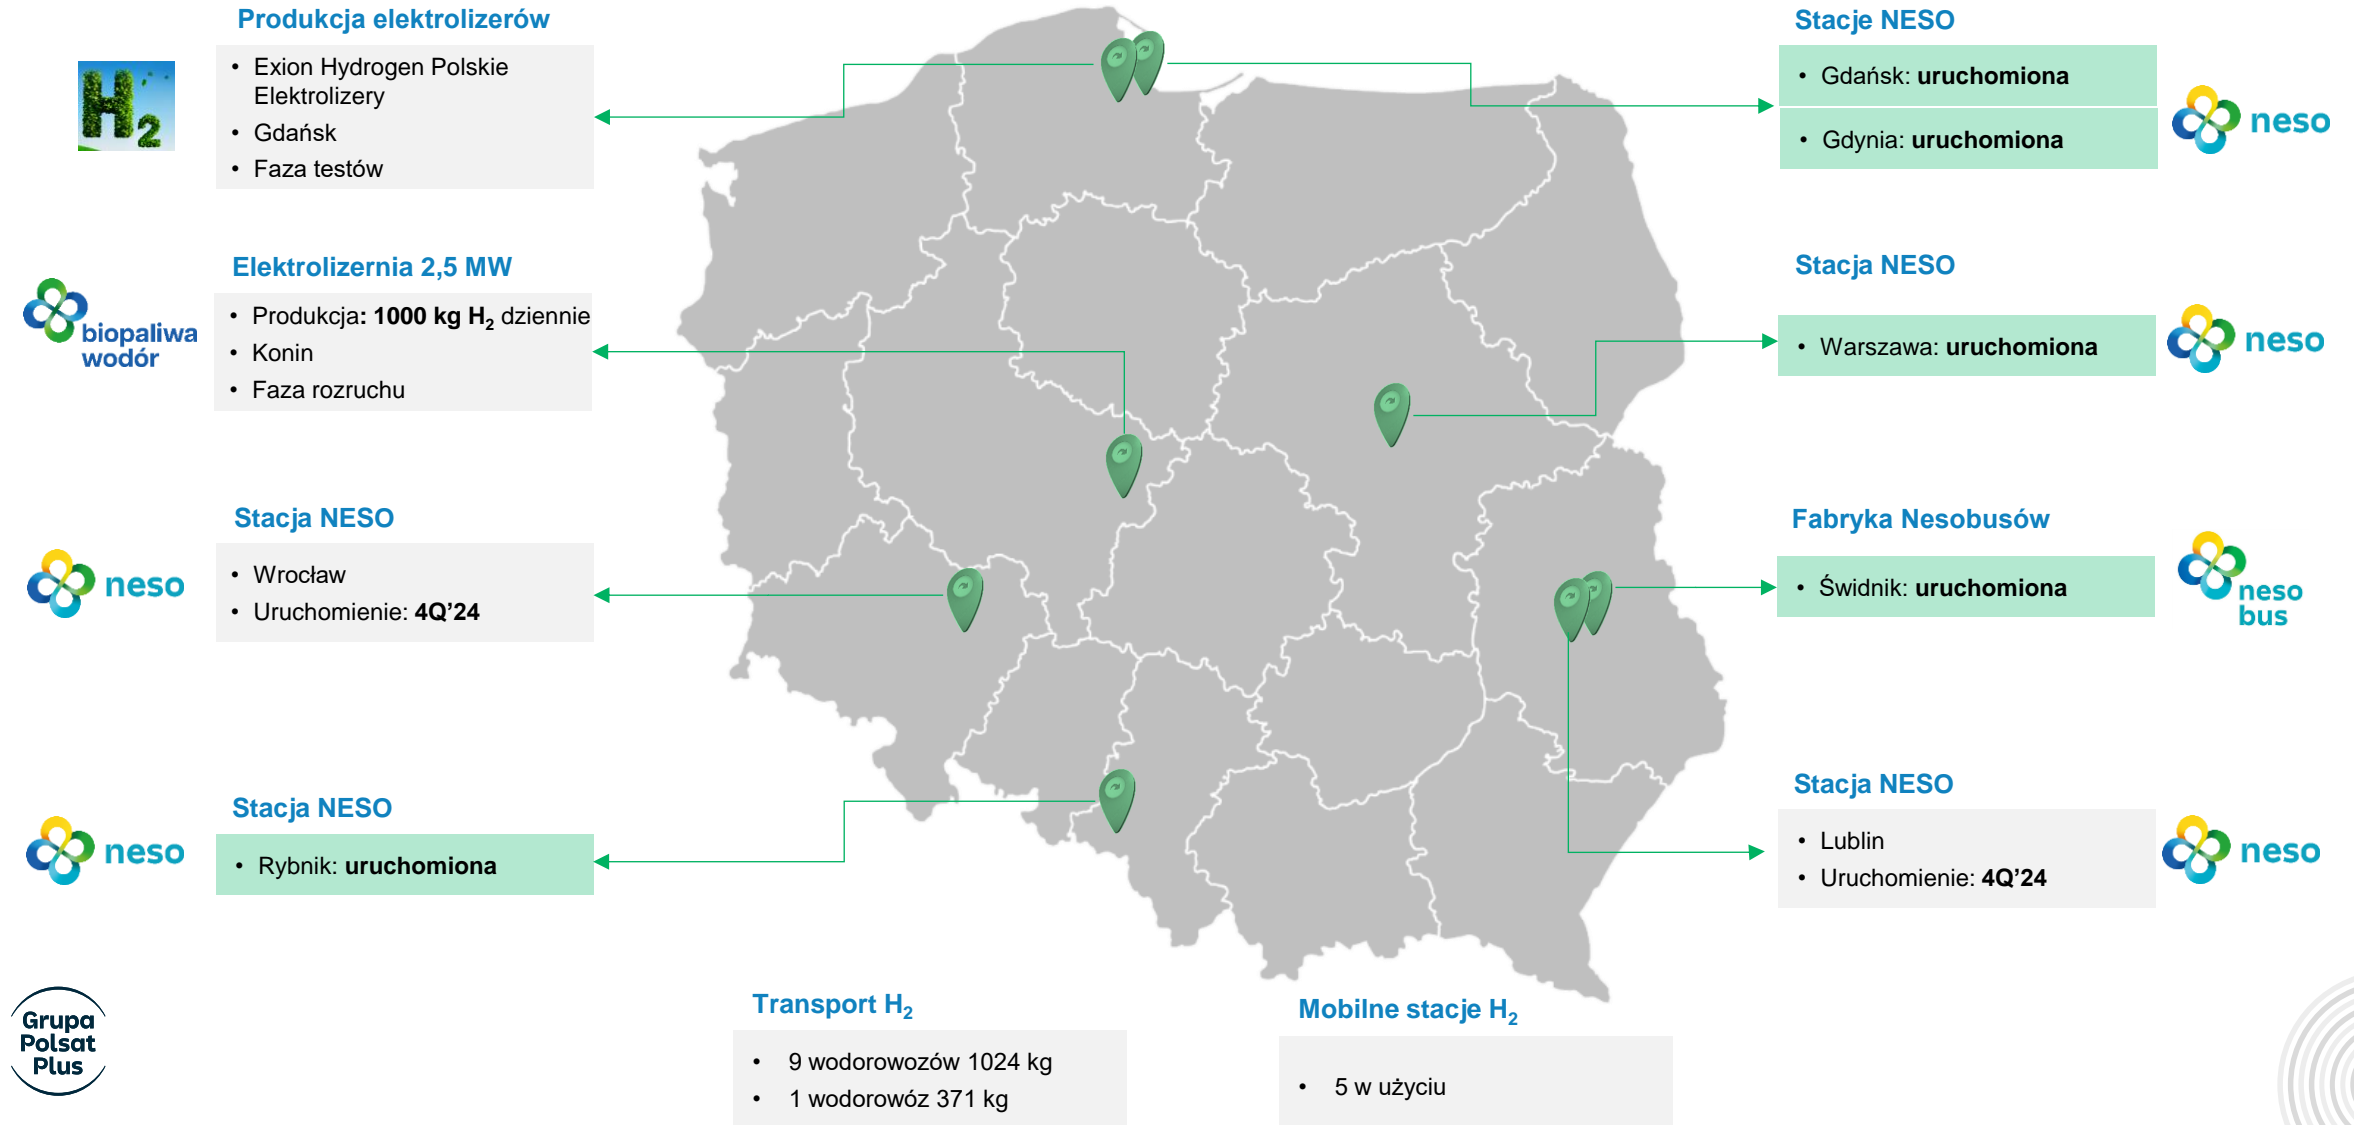 Produkcja elektrolizerów
• Exion Hydrogen Polskie
Elektrolizery
• Gdańsk
• Faza testów
H2
Elektrolizernia 2,5 MW
• Produkcja: 1000 kg H2 dziennie
• Konin
• Faza rozruchu
biopaliwa
wodór
Stacja NESO
• Wrocław
• Uruchomienie: 4Q’24
neso
Stacja NESO
• Rybnik: uruchomiona
neso
Stacje NESO
• Gdańsk: uruchomiona
• Gdynia: uruchomiona
neso
Stacja NESO
• Warszawa: uruchomiona
neso
Fabryka Nesobusów
• Świdnik: uruchomiona
neso
bus
Stacja NESO
• Lublin
• Uruchomienie: 4Q’24
neso
Grupa
Polsat
Plus
Transport H2
• 9 wodorowozów 1024 kg
• 1 wodorowóz 371 kg
Mobilne stacje H2
• 5 w użyciu